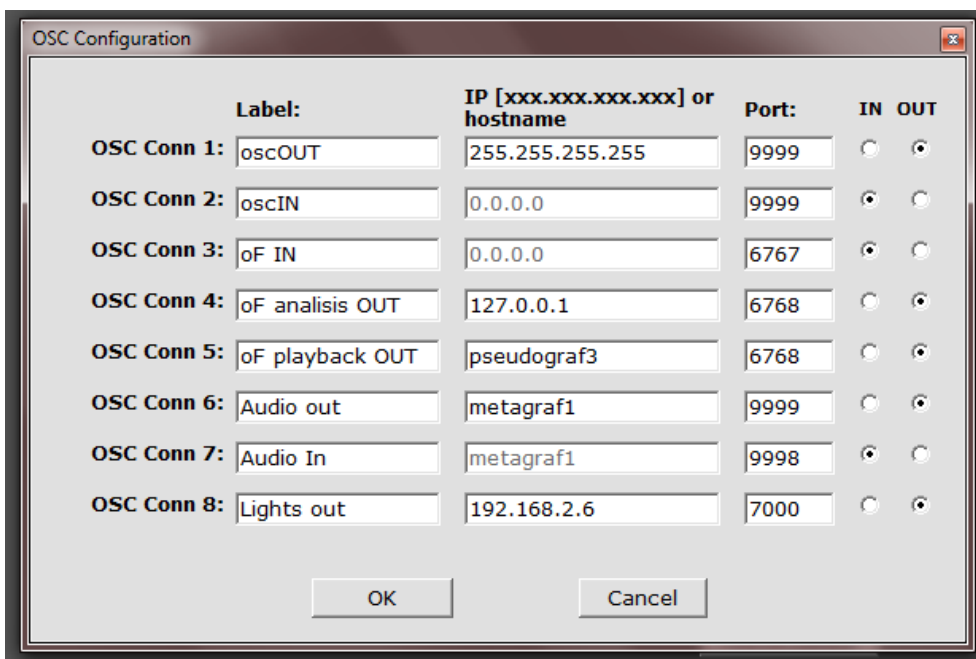 OSC Configuration
Label: IP [xxx.xxx.xxx.xxx] or hostname Port: IN OUT
OSC Conn 1: oscOUT 255.255.255.255 9999
OSC Conn 2: oscIN 0.0.0.0 9999
OSC Conn 3: oF IN 0.0.0.0 6767
OSC Conn 4: oF analisis OUT 127.0.0.1 6768
OSC Conn 5: oF playback OUT pseudograf3 6768
OSC Conn 6: Audio out metagraf1 9999
OSC Conn 7: Audio In metagraf1 9998
OSC Conn 8: Lights out 192.168.2.6 7000
OK Cancel